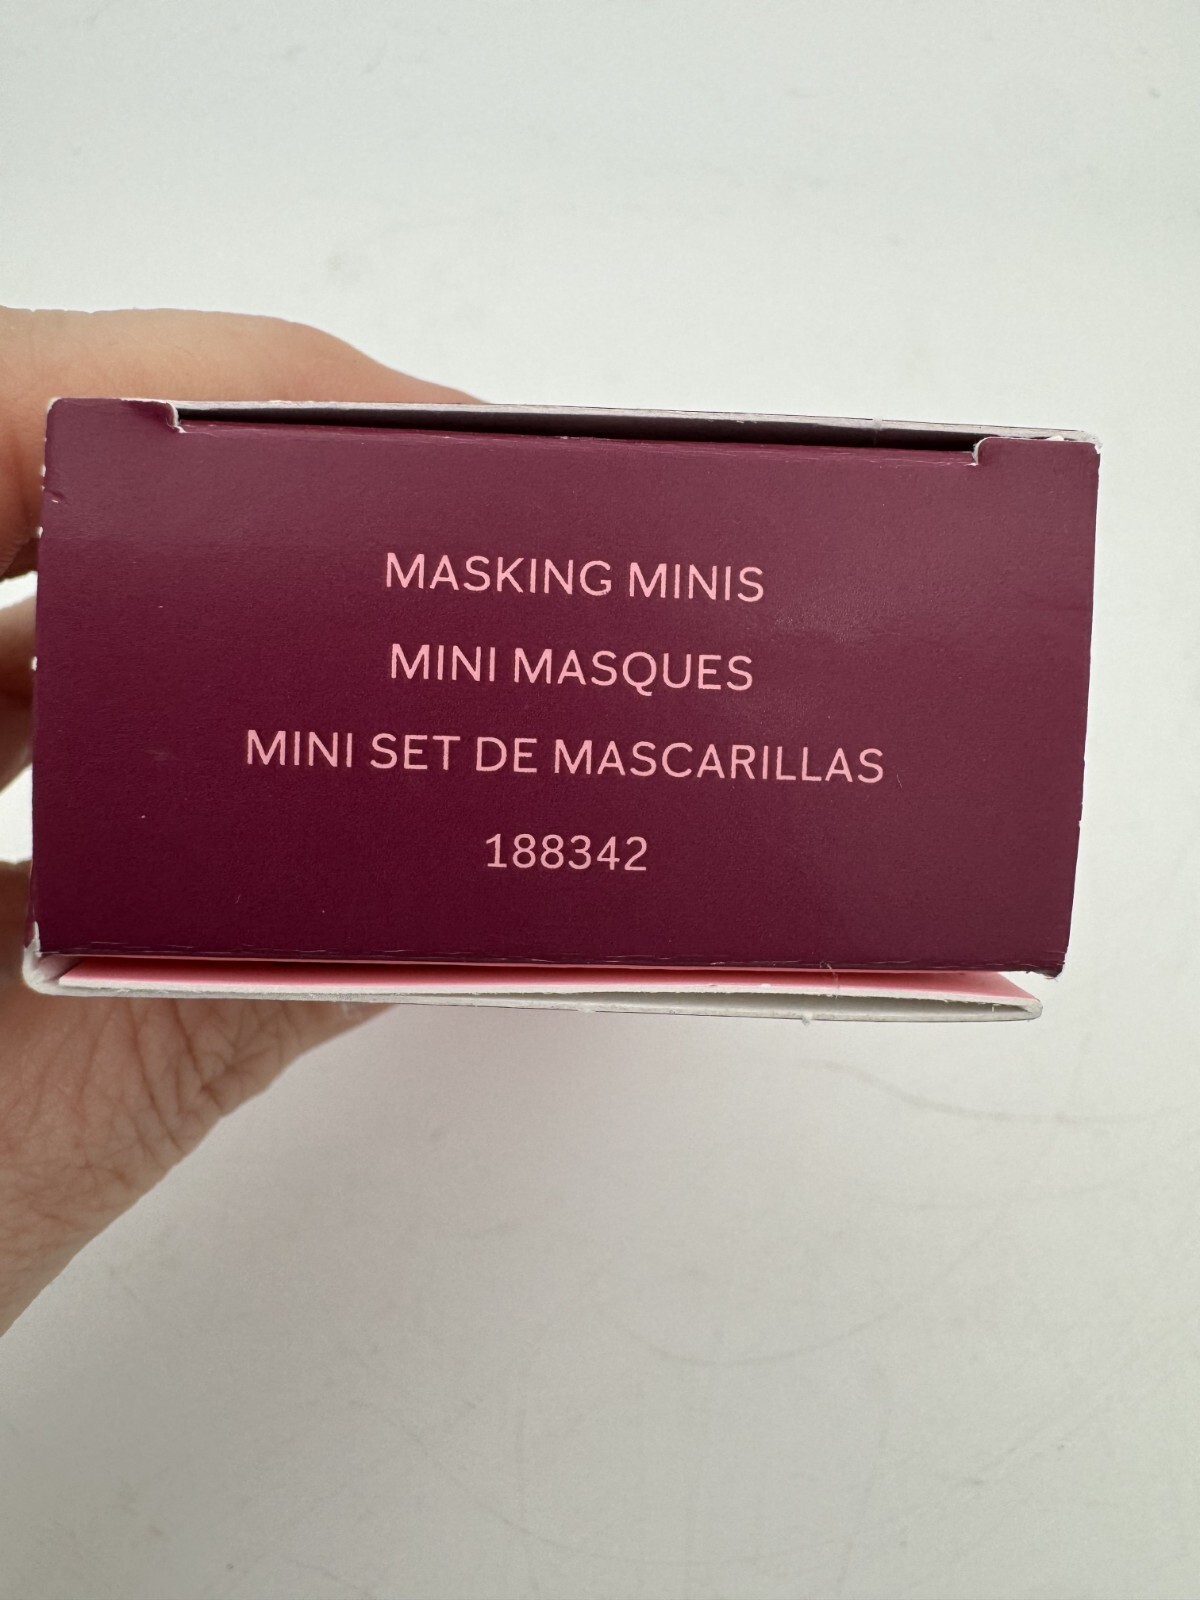 MASKING MINIS
MINI MASQUES
MINI SET DE MASCARILLAS
188342